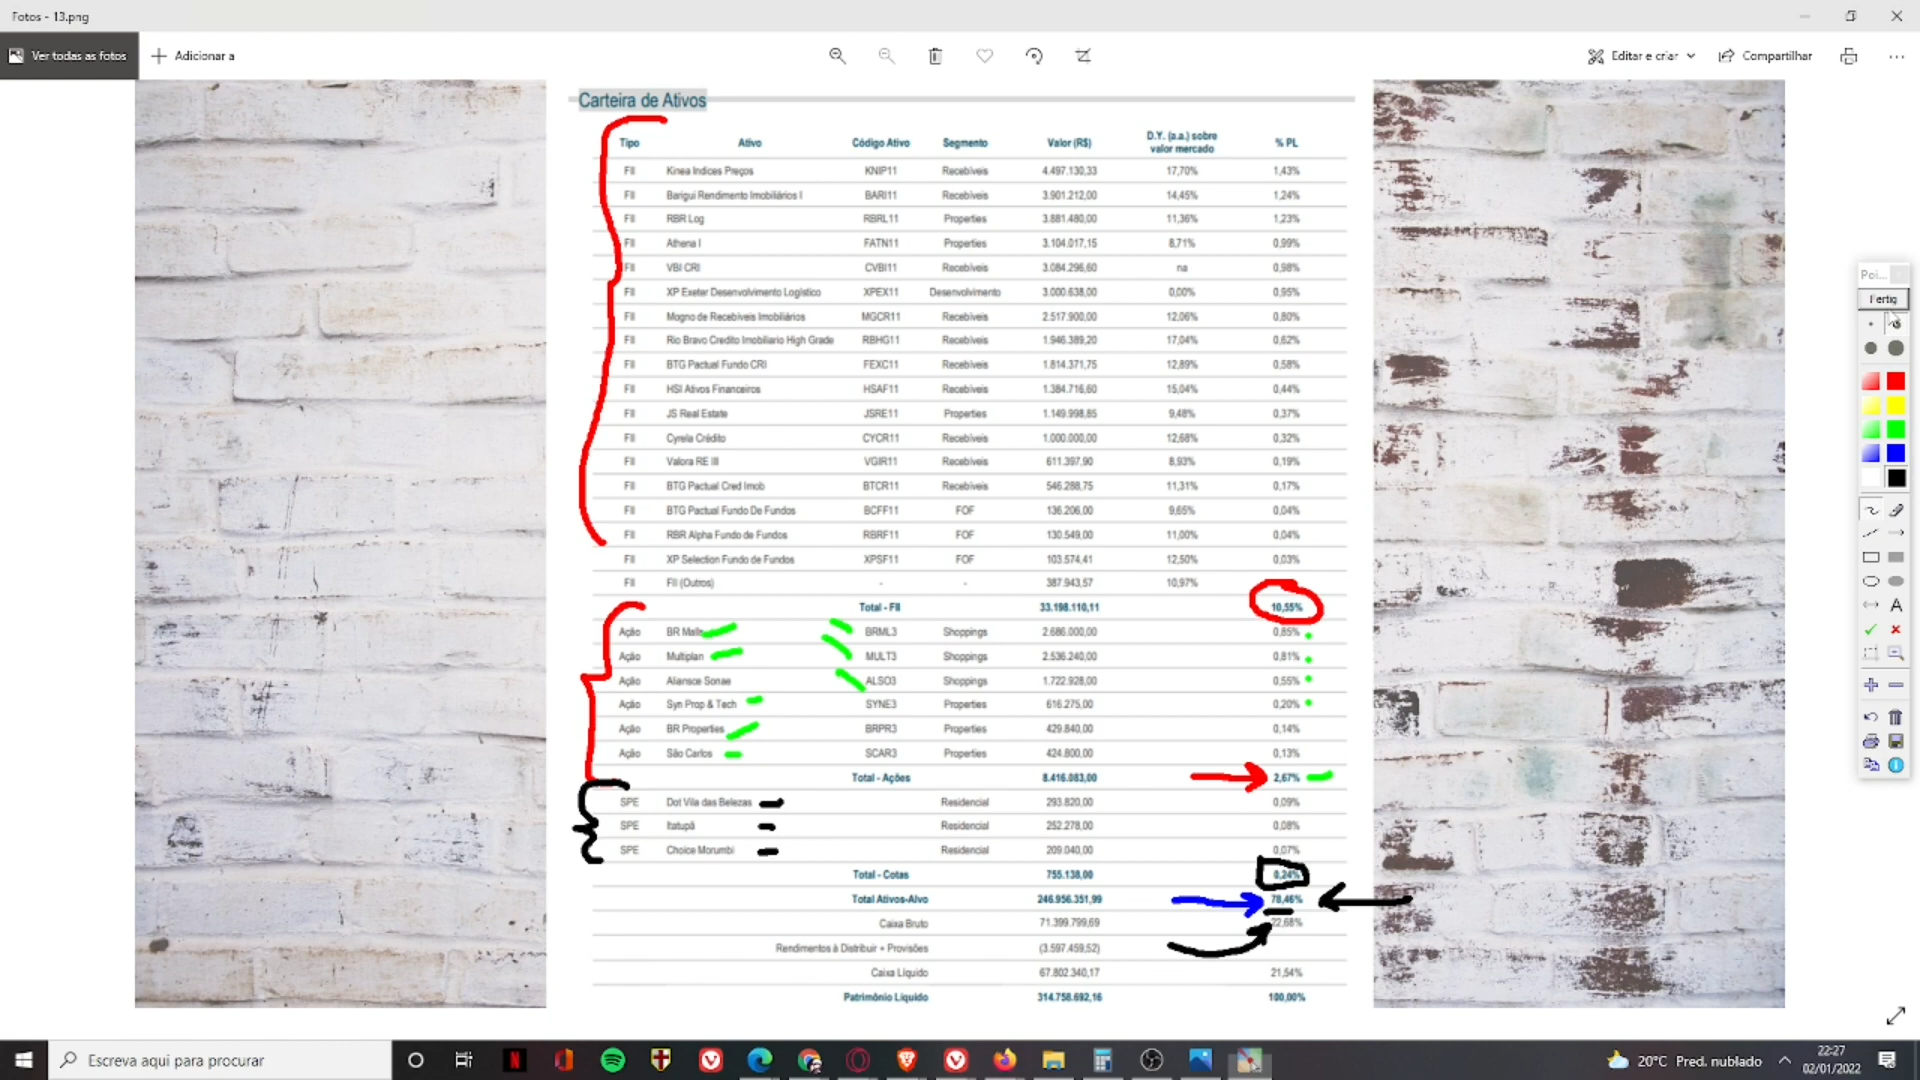 Fotos - 13.png
Ver todas as fotos
Adicionar a
Editar e criar
Compartilhar
Carteira de Ativos
Tipo Ativo Código Ativo Segmento Valor (R$) D.Y. (a.a.) sobre valor mercado % PL
FII Kinea Indices Preços KNIP11 Recebíveis 4.497.130,33 17,70% 1,43%
FII Barigui Rendimento Imobiliários I BARI11 Recebíveis 3.901.212,00 14,45% 1,24%
FII RBR Log RBRL11 Properties 3.881.480,00 11,36% 1,23%
FII Athena I FATN11 Properties 3.104.017,15 8,71% 0,99%
FII VBI CRI CVBI11 Recebíveis 3.084.296,60 na 0,98%
FII XP Exeter Desenvolvimento Logístico XPEX11 Desenvolvimento 3.000.638,00 0,00% 0,95%
FII Mogno de Recebíveis Imobiliários MGCR11 Recebíveis 2.517.900,00 12,06% 0,80%
FII Rio Bravo Credito Imobiliario High Grade RBHG11 Recebíveis 1.946.389,20 17,04% 0,62%
FII BTG Pactual Fundo CRI FEXC11 Recebíveis 1.814.371,75 12,89% 0,58%
FII HSI Ativos Financeiros HSAF11 Recebíveis 1.384.716,60 15,04% 0,44%
FII JS Real Estate JSRE11 Properties 1.149.998,85 9,48% 0,37%
FII Cyrela Crédito CYCR11 Recebíveis 1.000.000,00 12,68% 0,32%
FII Valora RE III VGIR11 Recebíveis 611.397,90 8,93% 0,19%
FII BTG Pactual Cred Imob BTCR11 Recebíveis 546.288,75 11,31% 0,17%
FII BTG Pactual Fundo De Fundos BCFF11 FOF 136.206,00 9,65% 0,04%
FII RBR Alpha Fundo de Fundos RBRF11 FOF 130.549,00 11,00% 0,04%
FII XP Selection Fundo de Fundos XPSF11 FOF 103.574,41 12,50% 0,03%
FII FII (Outros) - - 387.943,57 10,97%
Total - FII 33.198.110,11 10,55%
Ação BR Malls BRML3 Shoppings 2.686.000,00 0,85%
Ação Multiplan MULT3 Shoppings 2.536.240,00 0,81%
Ação Aliansce Sonae ALSO3 Shoppings 1.722.928,00 0,55%
Ação Syn Prop & Tech SYNE3 Properties 616.275,00 0,20%
Ação BR Properties BRPR3 Properties 429.840,00 0,14%
Ação São Carlos SCAR3 Properties 424.800,00 0,13%
Total - Ações 8.416.083,00 2,67%
SPE Dot Vila das Belezas Residencial 293.820,00 0,09%
SPE Itatupã Residencial 252.278,00 0,08%
SPE Choice Morumbi Residencial 209.040,00 0,07%
Total - Cotas 755.138,00 0,24%
Total Ativos-Alvo 246.956.351,99 78,46%
Caixa Bruto 71.399.799,69 22,68%
Rendimentos à Distribuir + Provisões (3.597.459,52)
Caixa Líquido 67.802.340,17 21,54%
Patrimônio Líquido 314.758.692,16 100,00%
Poi...
Fertig
A
Escreva aqui para procurar
20°C Pred. nublado
22:27
02/01/2022